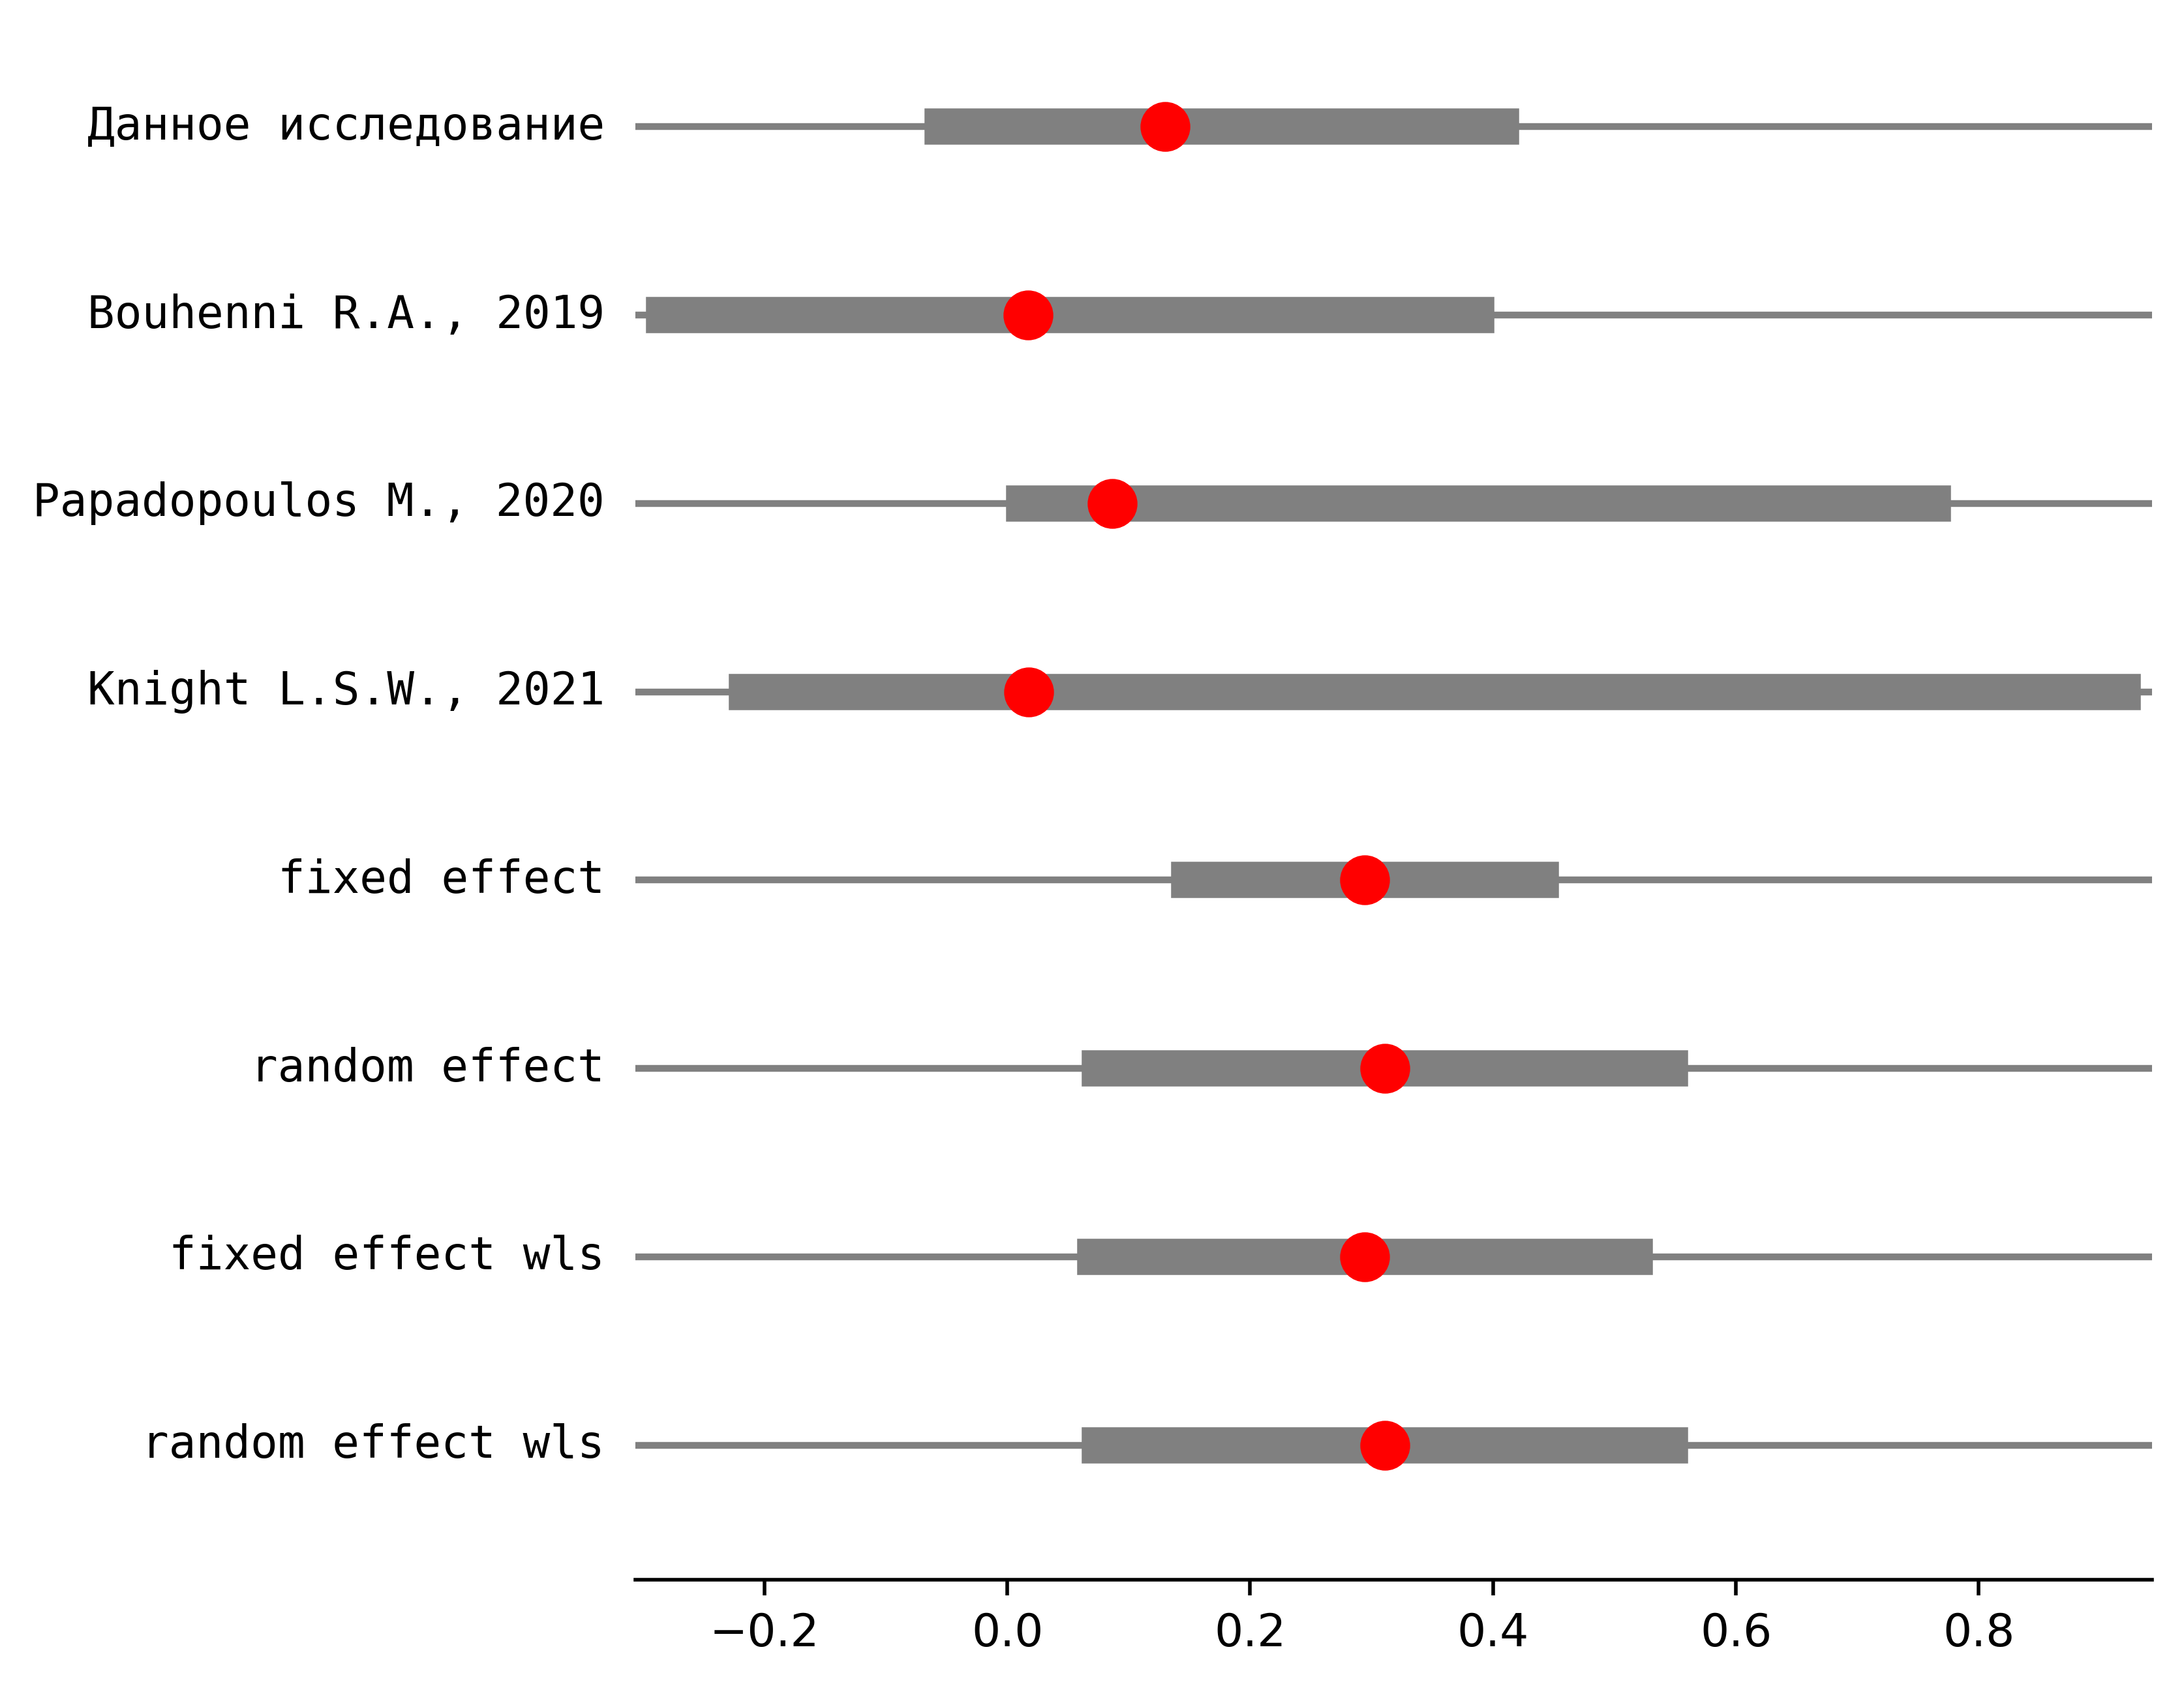 Данное исследование
Bouhenni R.A., 2019
Papadopoulos M., 2020
Knight L.S.W., 2021
fixed effect
random effect
fixed effect wls
random effect wls
−0.2 0.0 0.2 0.4 0.6 0.8